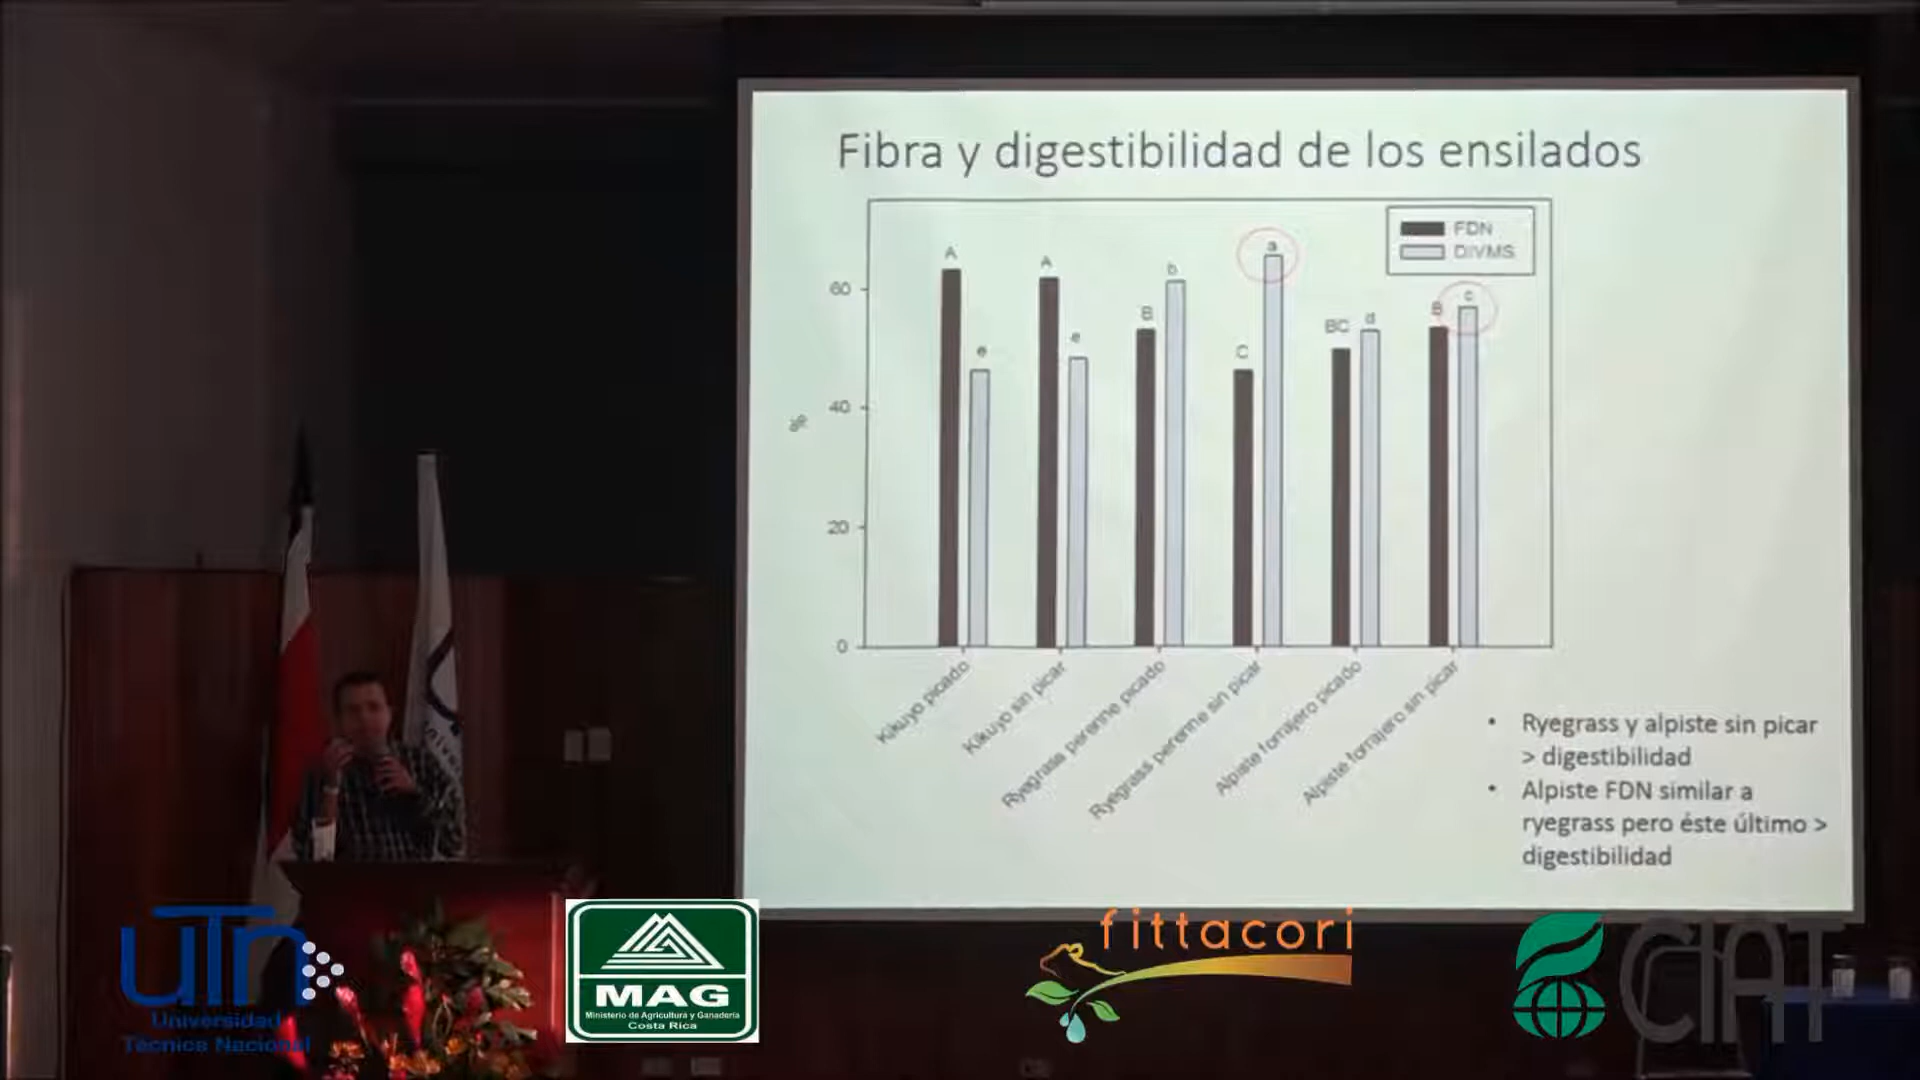 Fibra y digestibilidad de los ensilados
FDN
DIVMS
A
e
A
e
B
b
C
a
BC
d
B
c
%
60
40
20
0
Kikuyo picado
Kikuyo sin picar
Ryegrass perenne picado
Ryegrass perenne sin picar
Alpiste forrajero picado
Alpiste forrajero sin picar
• Ryegrass y alpiste sin picar
> digestibilidad
• Alpiste FDN similar a
ryegrass pero éste último >
digestibilidad
UTN
Universidad
Técnica Nacional
MAG
Ministerio de Agricultura y Ganadería
Costa Rica
fittacori
CIAT